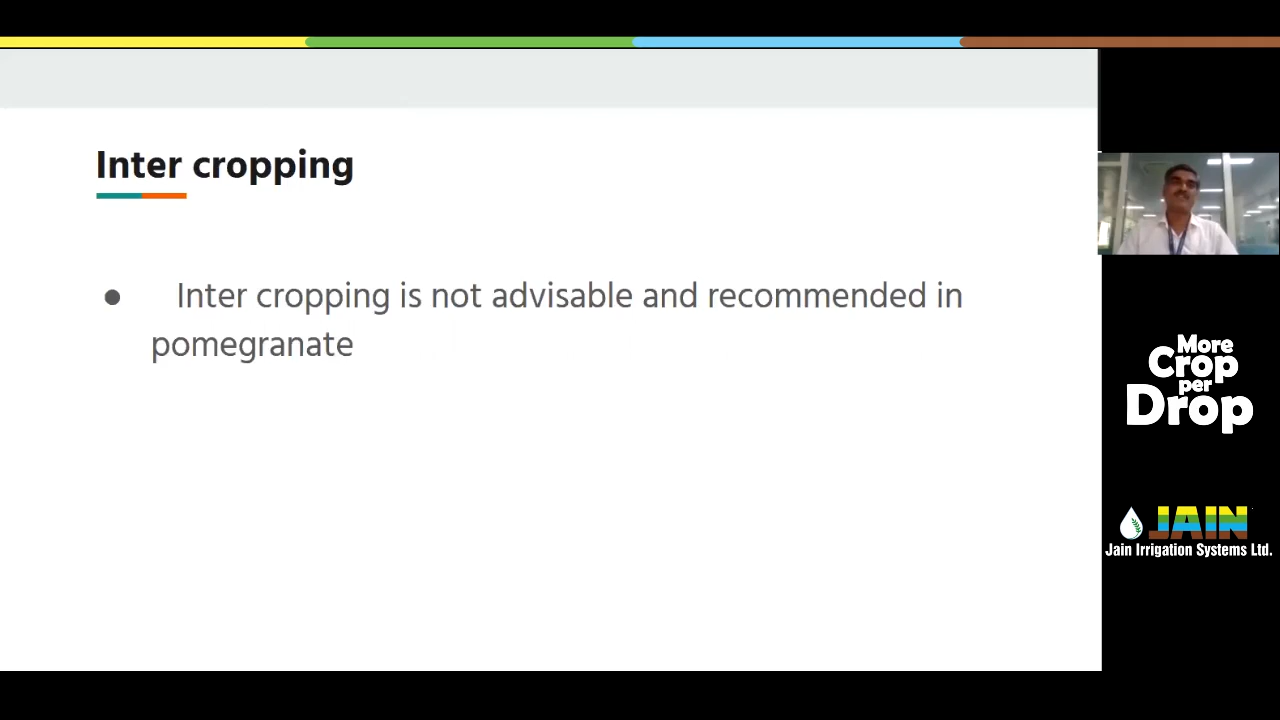 Inter cropping
● Inter cropping is not advisable and recommended in
pomegranate
More
Crop
per
Drop
JAIN
Jain Irrigation Systems Ltd.